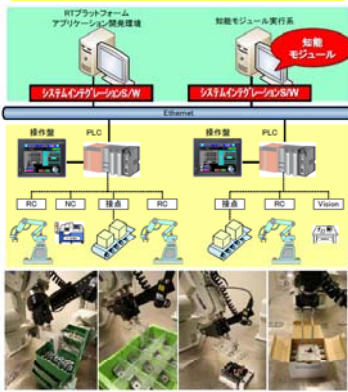 RTプラットフォーム
アプリケーション開発環境
知能モジュール実行系
知能
モジュール
システムインテグレーションS/W
システムインテグレーションS/W
Ethernet
操作盤
PLC
操作盤
PLC
RC
NC
接点
RC
接点
RC
Vision